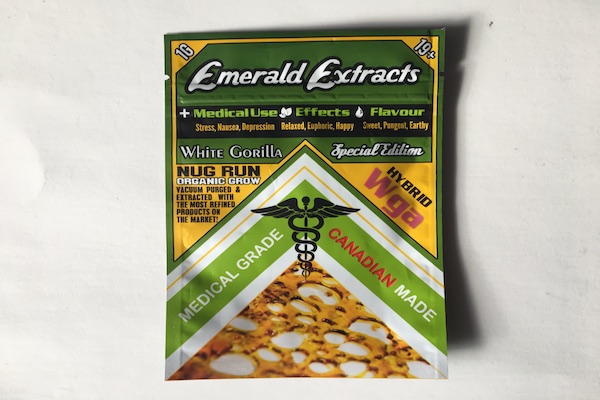 1G
19+
Emerald Extracts
+ Medical Use Effects Flavour
Stress, Nausea, Depression Relaxed, Euphoric, Happy Sweet, Pungent, Earthy
White Gorilla
Special Edition
NUG RUN
ORGANIC GROW
VACUUM PURGED &
EXTRACTED WITH
THE MOST REFINED
PRODUCTS ON
THE MARKET!
HYBRID
Wga
MEDICAL GRADE
CANADIAN MADE